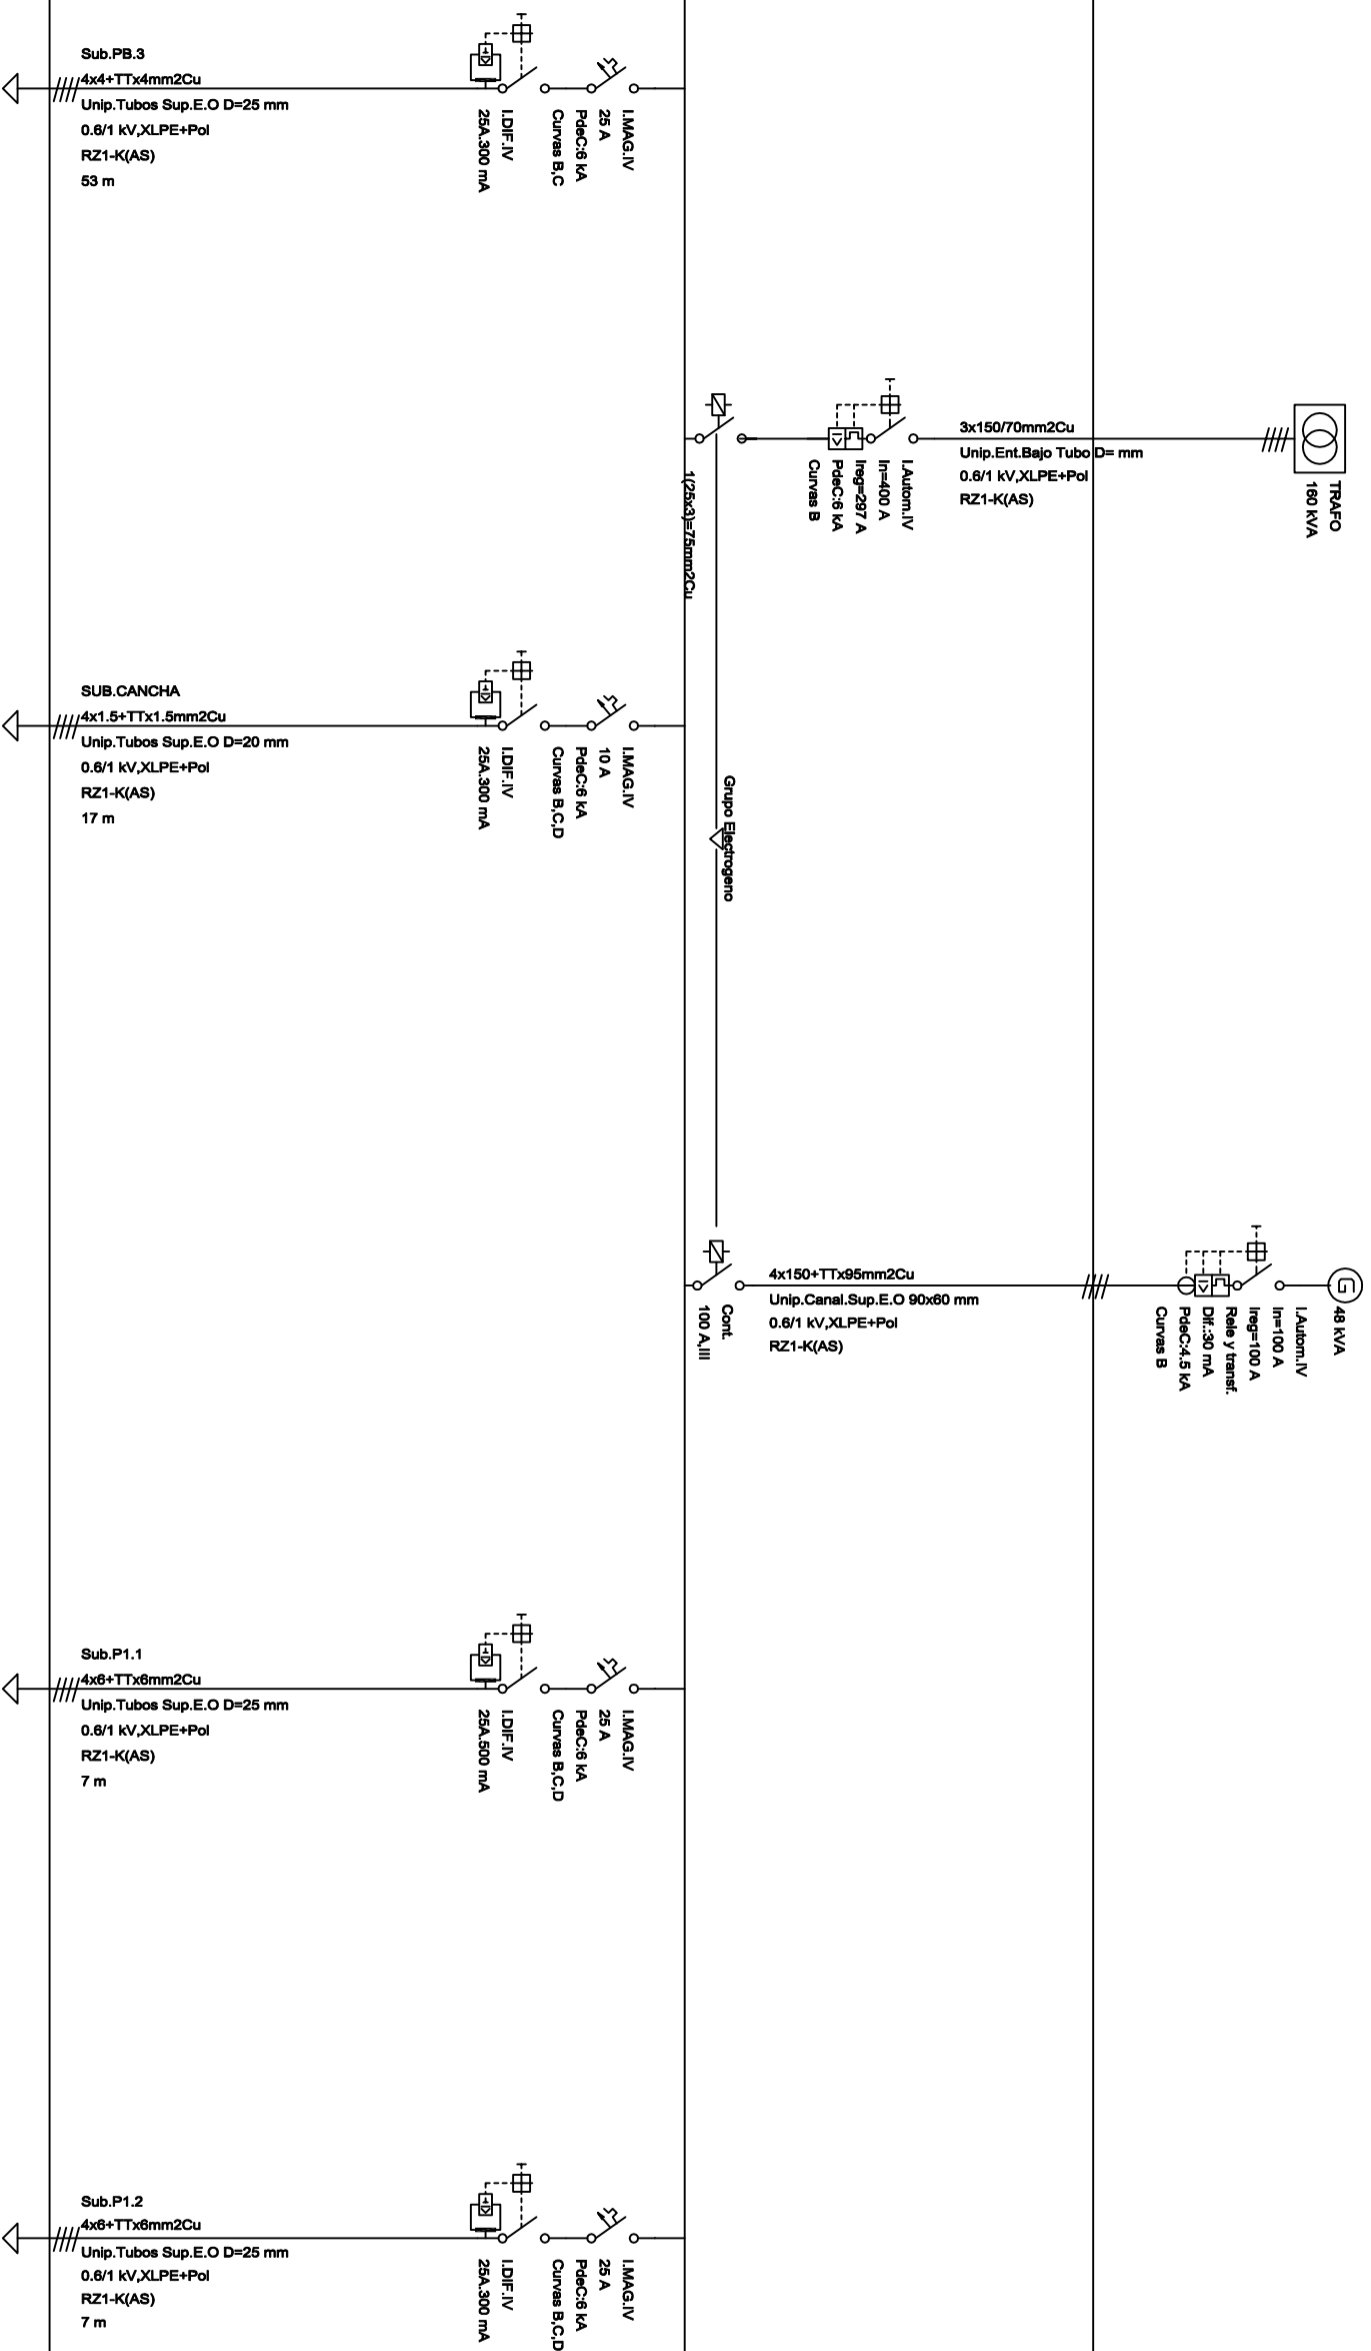 Sub.PB.3
4x4+TTx4mm2Cu
Unip.Tubos Sup.E.O D=25 mm
0.6/1 kV,XLPE+Pol
RZ1-K(AS)
53 m
I.DIF.IV
25A.300 mA
I.MAG.IV
25 A
PdeC:6 kA
Curvas B,C
1(25x3)=75mm2Cu
I.Autom.IV
In=400 A
Ireg=297 A
PdeC:6 kA
Curvas B
3x150/70mm2Cu
Unip.Ent.Bajo Tubo D= mm
0.6/1 kV,XLPE+Pol
RZ1-K(AS)
TRAFO
160 kVA
SUB.CANCHA
4x1.5+TTx1.5mm2Cu
Unip.Tubos Sup.E.O D=20 mm
0.6/1 kV,XLPE+Pol
RZ1-K(AS)
17 m
I.DIF.IV
25A.300 mA
I.MAG.IV
10 A
PdeC:6 kA
Curvas B,C,D
Grupo Electrogeno
Cont.
100 A,III
4x150+TTx95mm2Cu
Unip.Canal.Sup.E.O 90x60 mm
0.6/1 kV,XLPE+Pol
RZ1-K(AS)
G
48 kVA
I.Autom.IV
In=100 A
Ireg=100 A
Rele y transf.
Dif.:30 mA
PdeC:4.5 kA
Curvas B
Sub.P1.1
4x6+TTx6mm2Cu
Unip.Tubos Sup.E.O D=25 mm
0.6/1 kV,XLPE+Pol
RZ1-K(AS)
7 m
I.DIF.IV
25A.500 mA
I.MAG.IV
25 A
PdeC:6 kA
Curvas B,C,D
Sub.P1.2
4x6+TTx6mm2Cu
Unip.Tubos Sup.E.O D=25 mm
0.6/1 kV,XLPE+Pol
RZ1-K(AS)
7 m
I.DIF.IV
25A.300 mA
I.MAG.IV
25 A
PdeC:6 kA
Curvas B,C,D